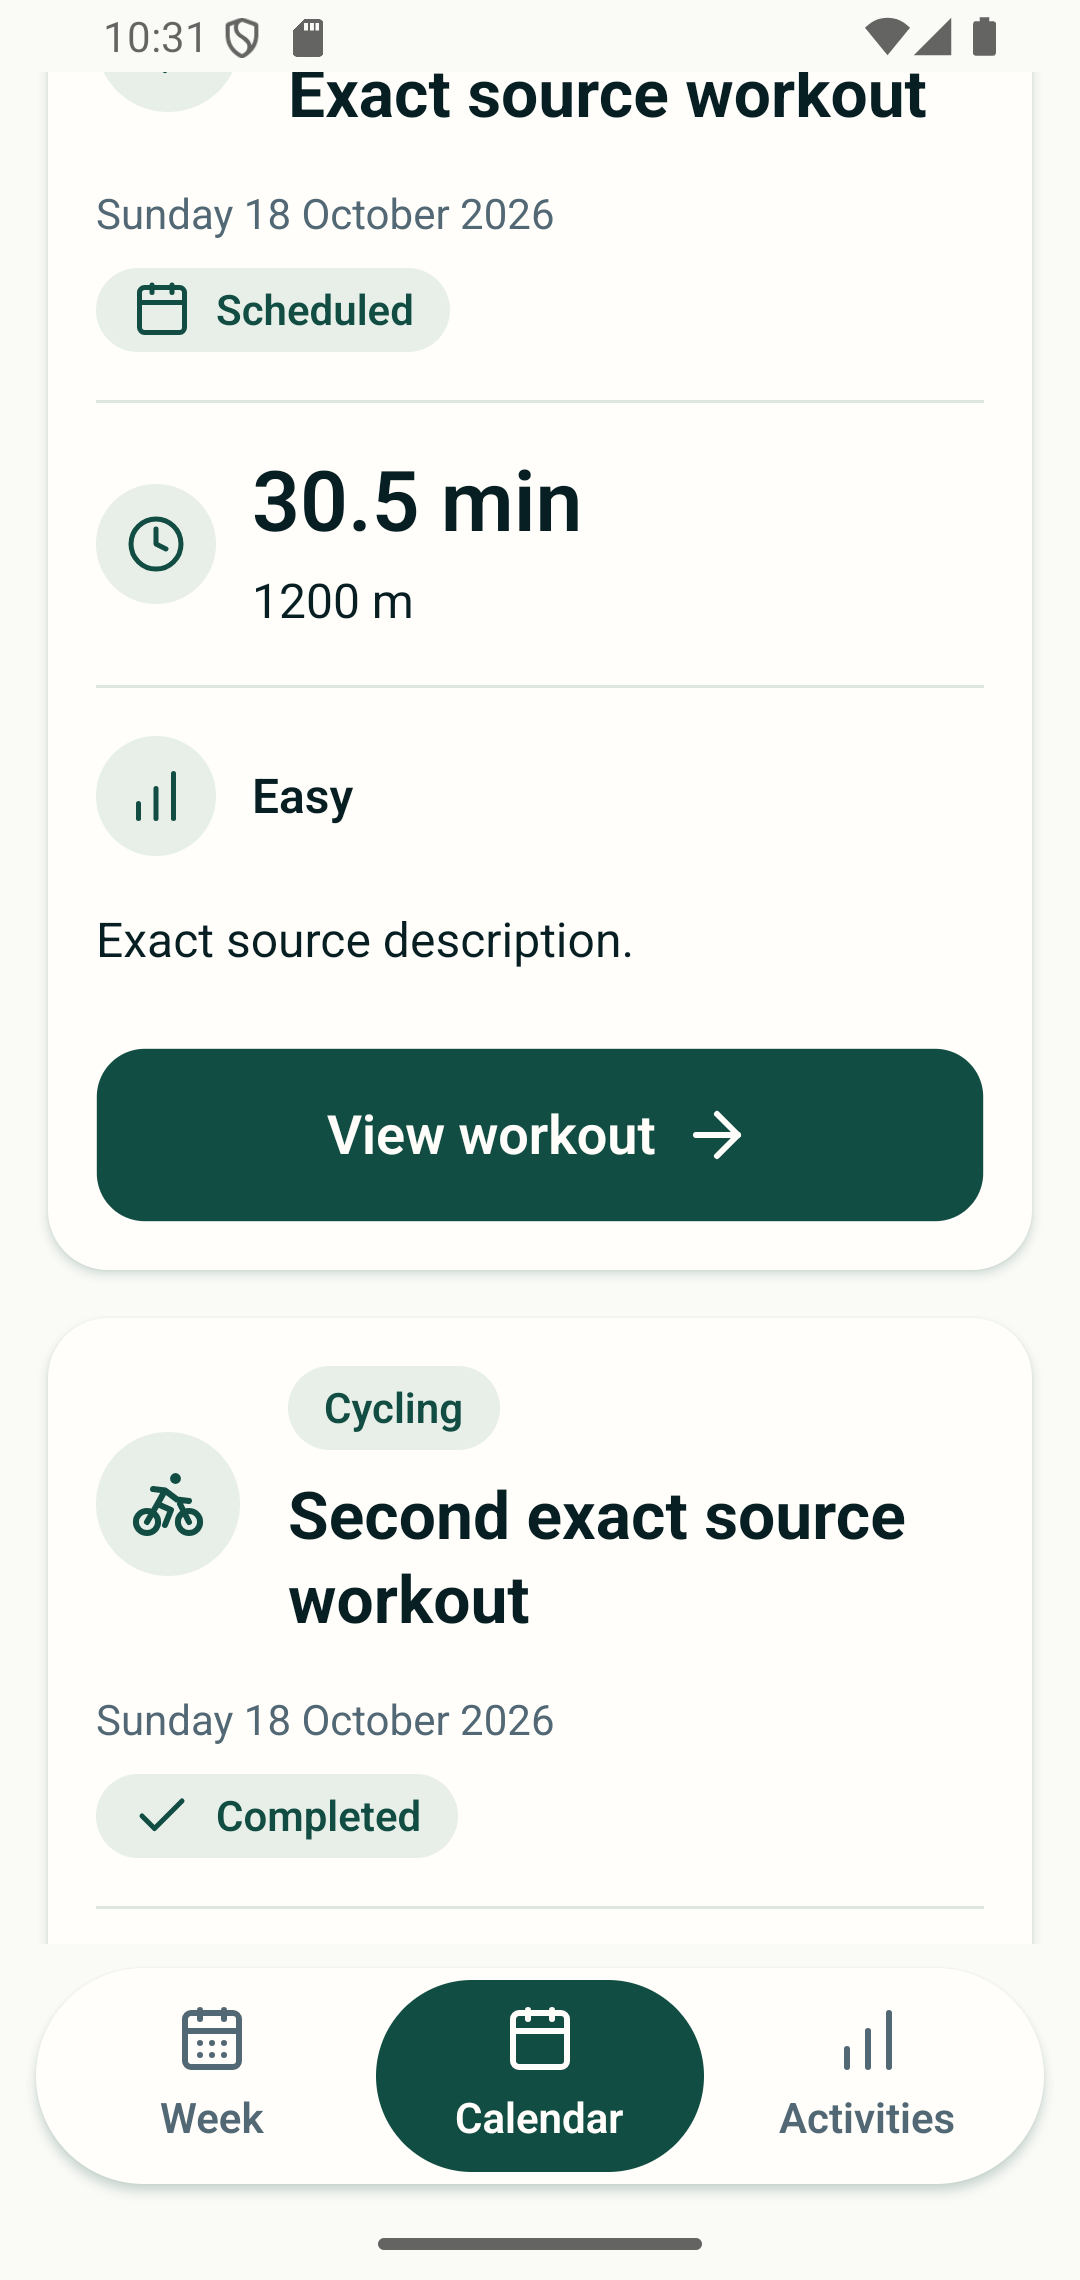 10:31
Exact source workout
Sunday 18 October 2026
Scheduled
30.5 min
1200 m
Easy
Exact source description.
View workout
Cycling
Second exact source
workout
Sunday 18 October 2026
Completed
Week
Calendar
Activities